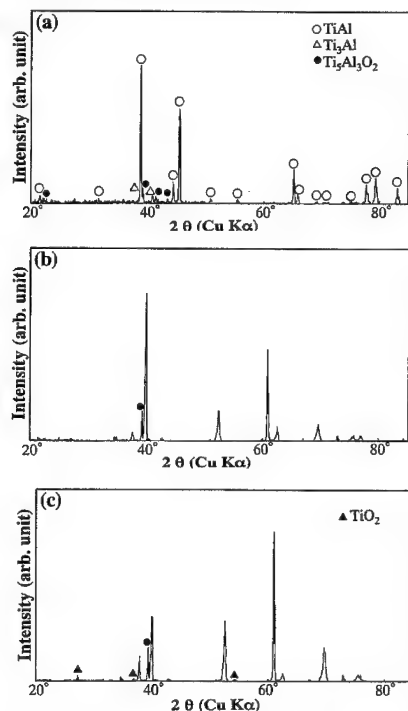 (a)
○ TiAl
△ Ti₃Al
● Ti₅Al₃O₂
Intensity (arb. unit)
20° 40° 60° 80°
2 θ (Cu Kα)
(b)
Intensity (arb. unit)
20° 40° 60° 80°
2 θ (Cu Kα)
(c)
▲ TiO₂
Intensity (arb. unit)
20° 40° 60° 80°
2 θ (Cu Kα)